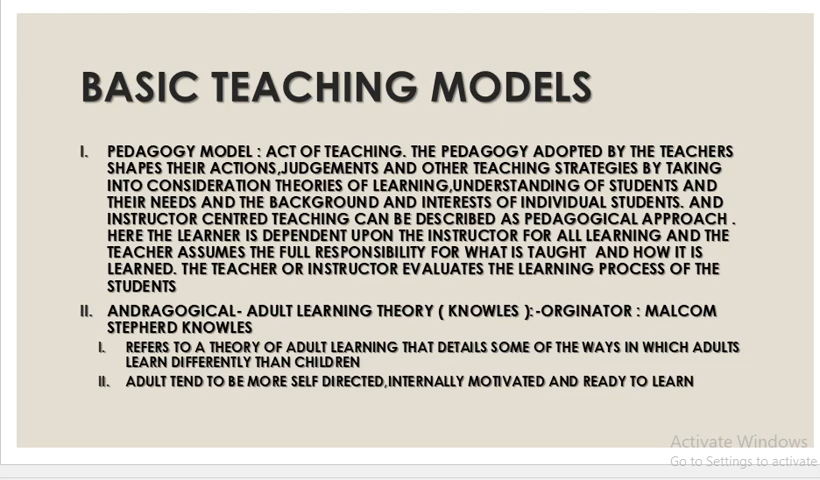 BASIC TEACHING MODELS
I. PEDAGOGY MODEL : ACT OF TEACHING. THE PEDAGOGY ADOPTED BY THE TEACHERS
SHAPES THEIR ACTIONS,JUDGEMENTS AND OTHER TEACHING STRATEGIES BY TAKING
INTO CONSIDERATION THEORIES OF LEARNING,UNDERSTANDING OF STUDENTS AND
THEIR NEEDS AND THE BACKGROUND AND INTERESTS OF INDIVIDUAL STUDENTS. AND
INSTRUCTOR CENTRED TEACHING CAN BE DESCRIBED AS PEDAGOGICAL APPROACH .
HERE THE LEARNER IS DEPENDENT UPON THE INSTRUCTOR FOR ALL LEARNING AND THE
TEACHER ASSUMES THE FULL RESPONSIBILITY FOR WHAT IS TAUGHT AND HOW IT IS
LEARNED. THE TEACHER OR INSTRUCTOR EVALUATES THE LEARNING PROCESS OF THE
STUDENTS
II. ANDRAGOGICAL- ADULT LEARNING THEORY ( KNOWLES ):-ORGINATOR : MALCOM
STEPHERD KNOWLES
I. REFERS TO A THEORY OF ADULT LEARNING THAT DETAILS SOME OF THE WAYS IN WHICH ADULTS
LEARN DIFFERENTLY THAN CHILDREN
II. ADULT TEND TO BE MORE SELF DIRECTED,INTERNALLY MOTIVATED AND READY TO LEARN
Activate Windows
Go to Settings to activate